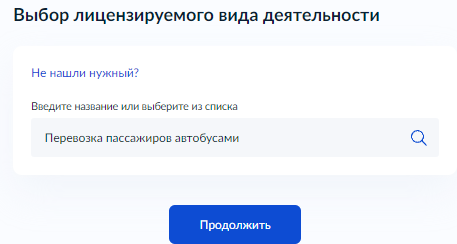 Выбор лицензируемого вида деятельности
Не нашли нужный?
Введите название или выберите из списка
Перевозка пассажиров автобусами
Продолжить